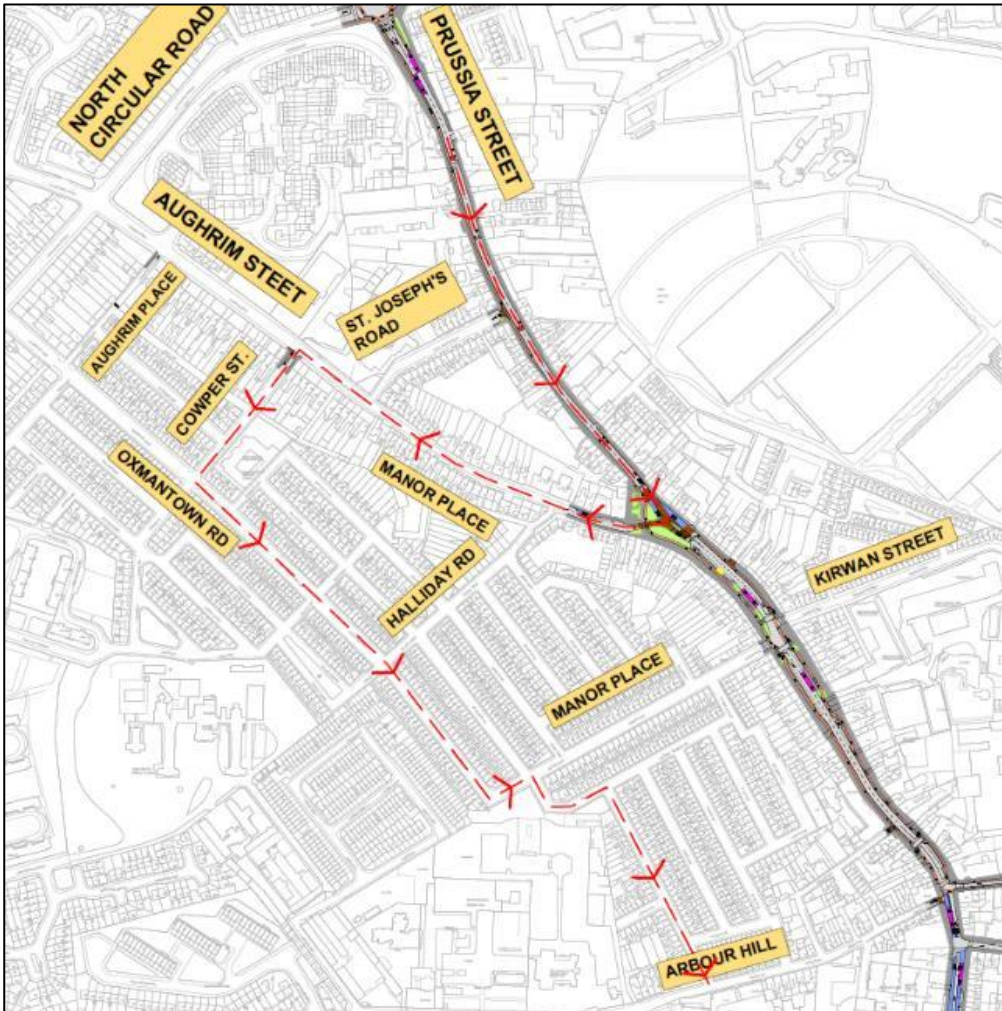 NORTH
CIRCULAR ROAD
PRUSSIA STREET
AUGHRIM STEET
ST. JOSEPH'S
ROAD
AUGHRIM PLACE
COWPER ST.
OXMANTOWN RD
MANOR PLACE
HALLIDAY RD
KIRWAN STREET
MANOR PLACE
ARBOUR HILL